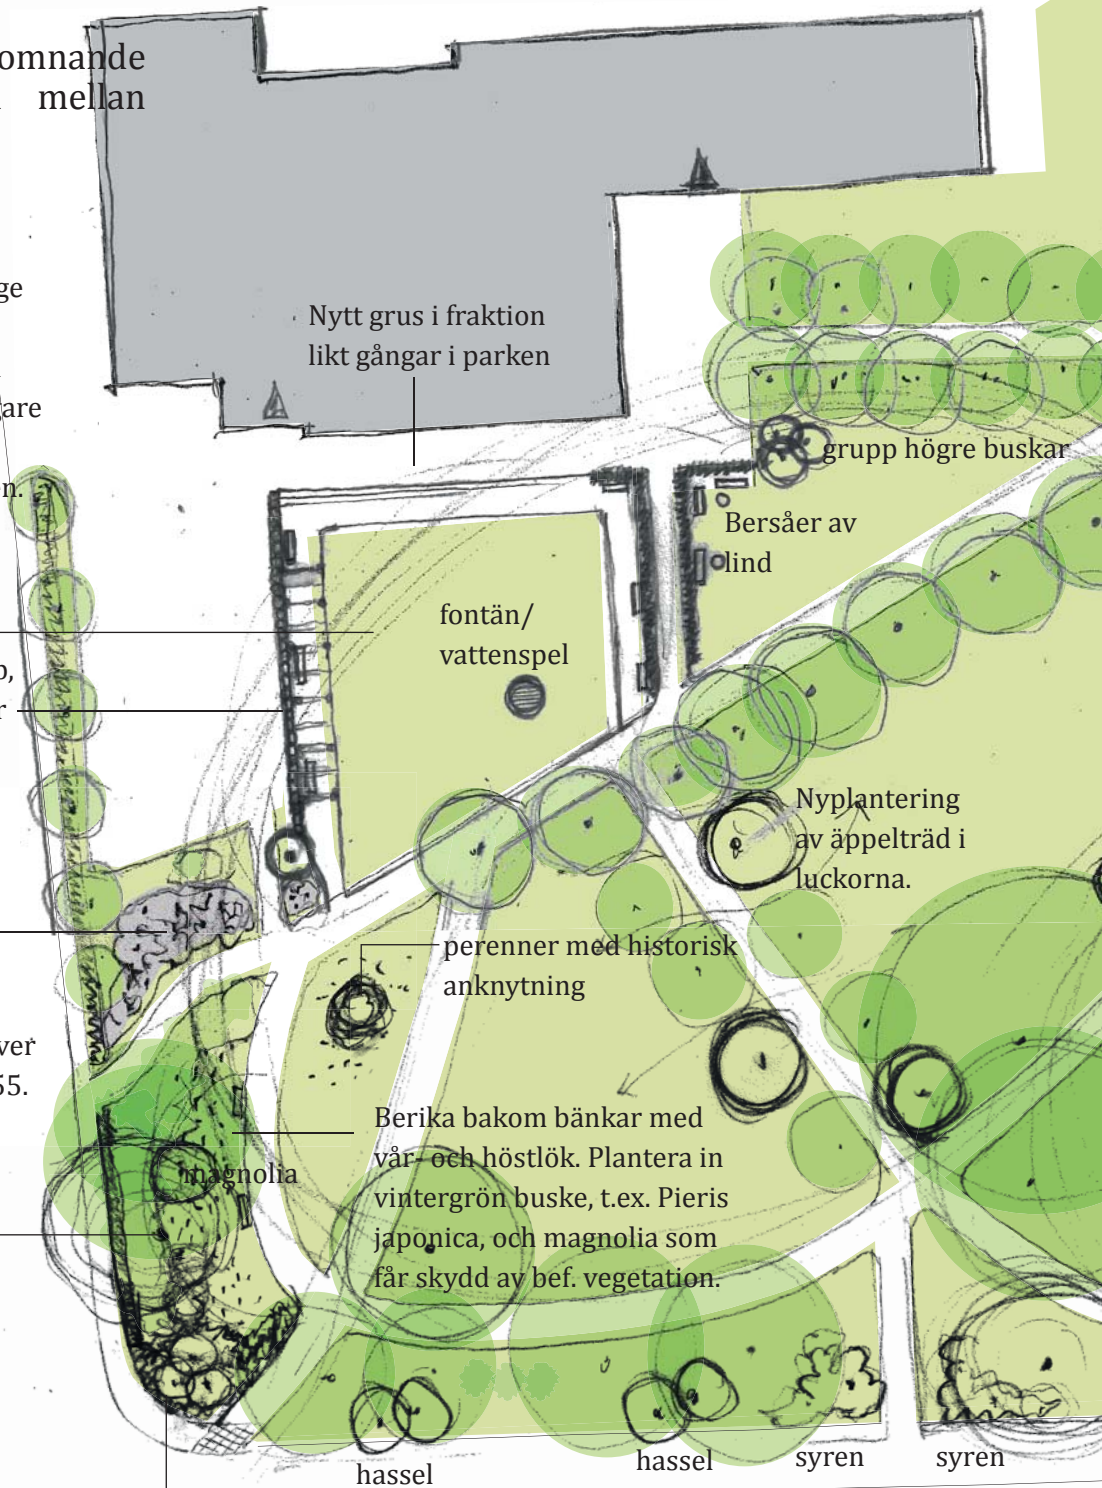 omnande
mellan
ge
are
en.
Nytt grus i fraktion
likt gångar i parken
grupp högre buskar
Bersåer av
lind
fontän/
vattenspel
Nyplantering
av äppelträd i
luckorna.
perenner med historisk
anknytning
ver
55.
Berika bakom bänkar med
vår- och höstlök. Plantera in
vintergrön buske, t.ex. Pieris
japonica, och magnolia som
får skydd av bef. vegetation.
magnolia
hassel
hassel
syren
syren